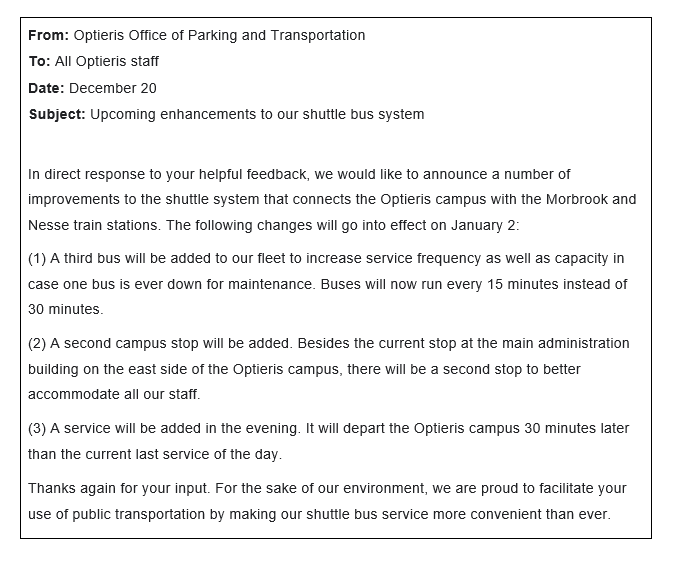 From: Optieris Office of Parking and Transportation
To: All Optieris staff
Date: December 20
Subject: Upcoming enhancements to our shuttle bus system
In direct response to your helpful feedback, we would like to announce a number of
improvements to the shuttle system that connects the Optieris campus with the Morbrook and
Nesse train stations. The following changes will go into effect on January 2:
(1) A third bus will be added to our fleet to increase service frequency as well as capacity in
case one bus is ever down for maintenance. Buses will now run every 15 minutes instead of
30 minutes.
(2) A second campus stop will be added. Besides the current stop at the main administration
building on the east side of the Optieris campus, there will be a second stop to better
accommodate all our staff.
(3) A service will be added in the evening. It will depart the Optieris campus 30 minutes later
than the current last service of the day.
Thanks again for your input. For the sake of our environment, we are proud to facilitate your
use of public transportation by making our shuttle bus service more convenient than ever.